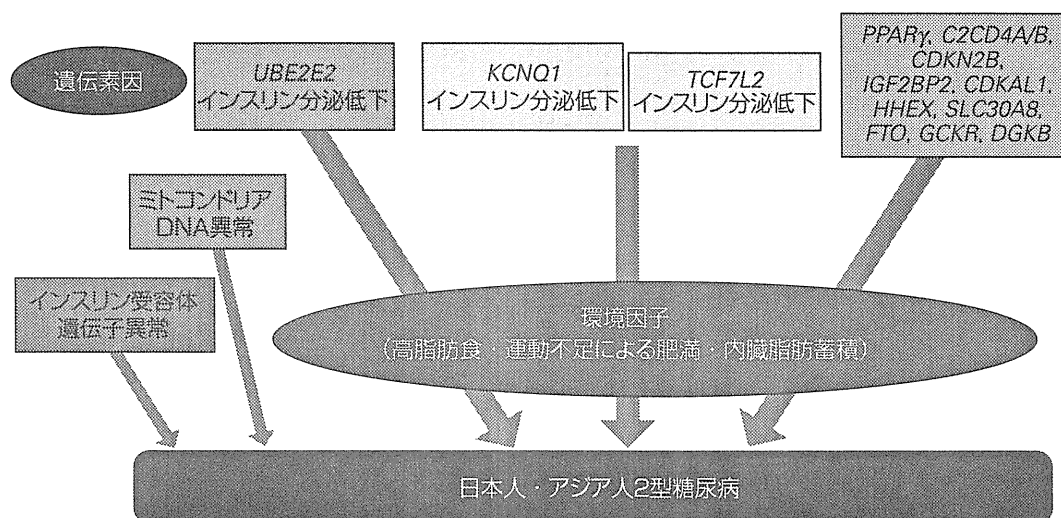 遺伝素因
UBE2E2
インスリン分泌低下
KCNQ1
インスリン分泌低下
TCF7L2
インスリン分泌低下
PPARγ, C2CD4A/B,
CDKN2B,
IGF2BP2, CDKAL1,
HHEX, SLC30A8,
FTO, GCKR, DGKB
ミトコンドリア
DNA異常
インスリン受容体
遺伝子異常
環境因子
(高脂肪食・運動不足による肥満・内臓脂肪蓄積)
日本人・アジア人2型糖尿病